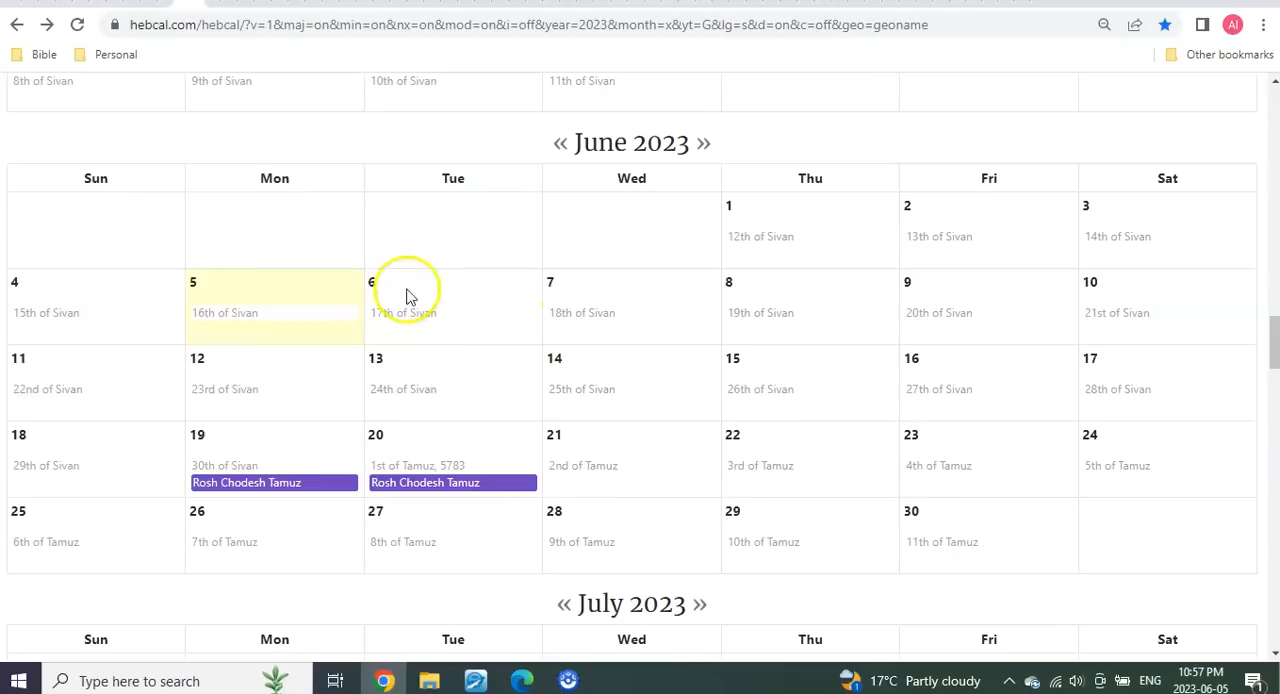 hebcal.com/hebcal/?v=1&maj=on&min=on&nx=on&mod=on&i=off&year=2023&month=x&yt=G&lg=s&d=on&c=off&geo=geoname
AI
Bible Personal Other bookmarks
8th of Sivan 9th of Sivan 10th of Sivan 11th of Sivan
« June 2023 »
Sun Mon Tue Wed Thu Fri Sat
1 2 3
12th of Sivan 13th of Sivan 14th of Sivan
4 5 6 7 8 9 10
15th of Sivan 16th of Sivan 17th of Sivan 18th of Sivan 19th of Sivan 20th of Sivan 21st of Sivan
11 12 13 14 15 16 17
22nd of Sivan 23rd of Sivan 24th of Sivan 25th of Sivan 26th of Sivan 27th of Sivan 28th of Sivan
18 19 20 21 22 23 24
29th of Sivan 30th of Sivan 1st of Tamuz, 5783 2nd of Tamuz 3rd of Tamuz 4th of Tamuz 5th of Tamuz
Rosh Chodesh Tamuz Rosh Chodesh Tamuz
25 26 27 28 29 30
6th of Tamuz 7th of Tamuz 8th of Tamuz 9th of Tamuz 10th of Tamuz 11th of Tamuz
« July 2023 »
Sun Mon Tue Wed Thu Fri Sat
Type here to search 17°C Partly cloudy ENG 10:57 PM
2023-06-05